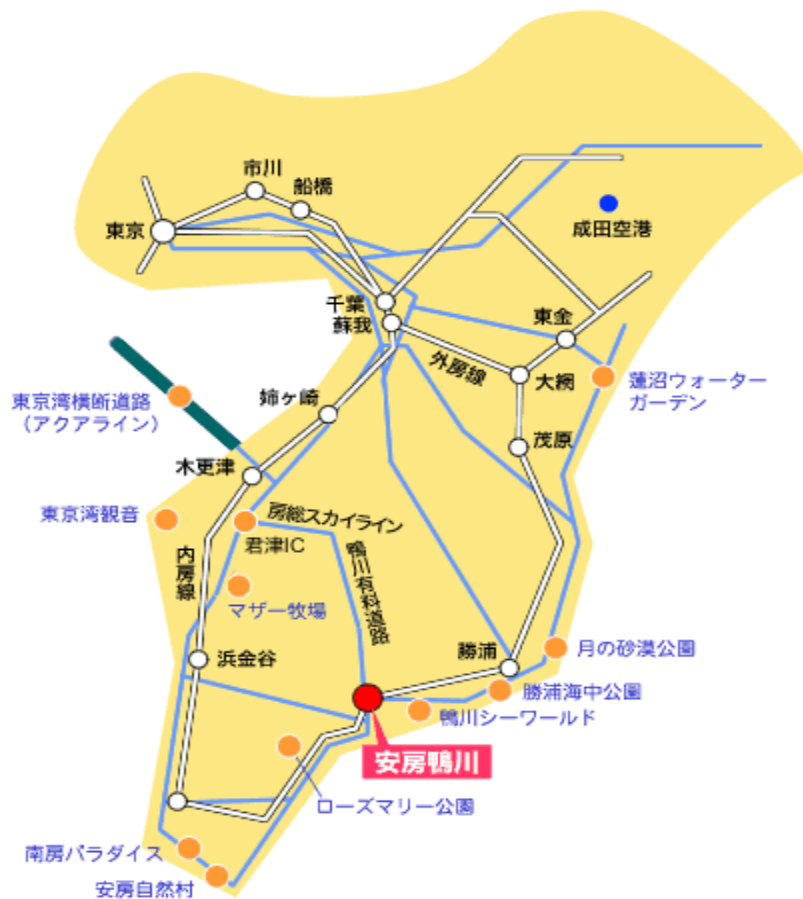 市川
船橋
東京
成田空港
千葉
蘇我
東金
外房線
大網
蓮沼ウォーター
ガーデン
姉ヶ崎
東京湾横断道路
（アクアライン）
茂原
木更津
東京湾観音
房総スカイライン
君津IC
内房線
鴨川有料道路
マザー牧場
浜金谷
勝浦
月の砂漠公園
勝浦海中公園
鴨川シーワールド
安房鴨川
ローズマリー公園
南房パラダイス
安房自然村